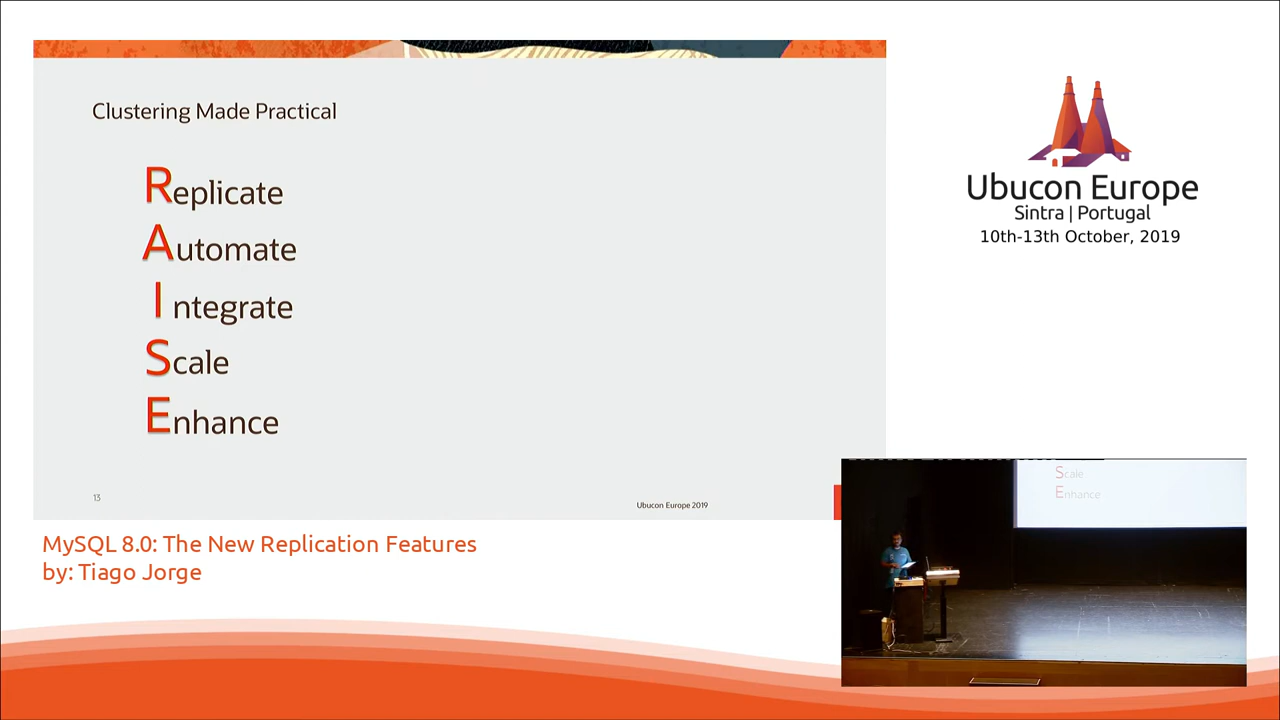 Clustering Made Practical
Replicate
Automate
Integrate
Scale
Enhance
13
Ubucon Europe 2019
MySQL 8.0: The New Replication Features
by: Tiago Jorge
Ubucon Europe
Sintra | Portugal
10th-13th October, 2019
Scale
Enhance